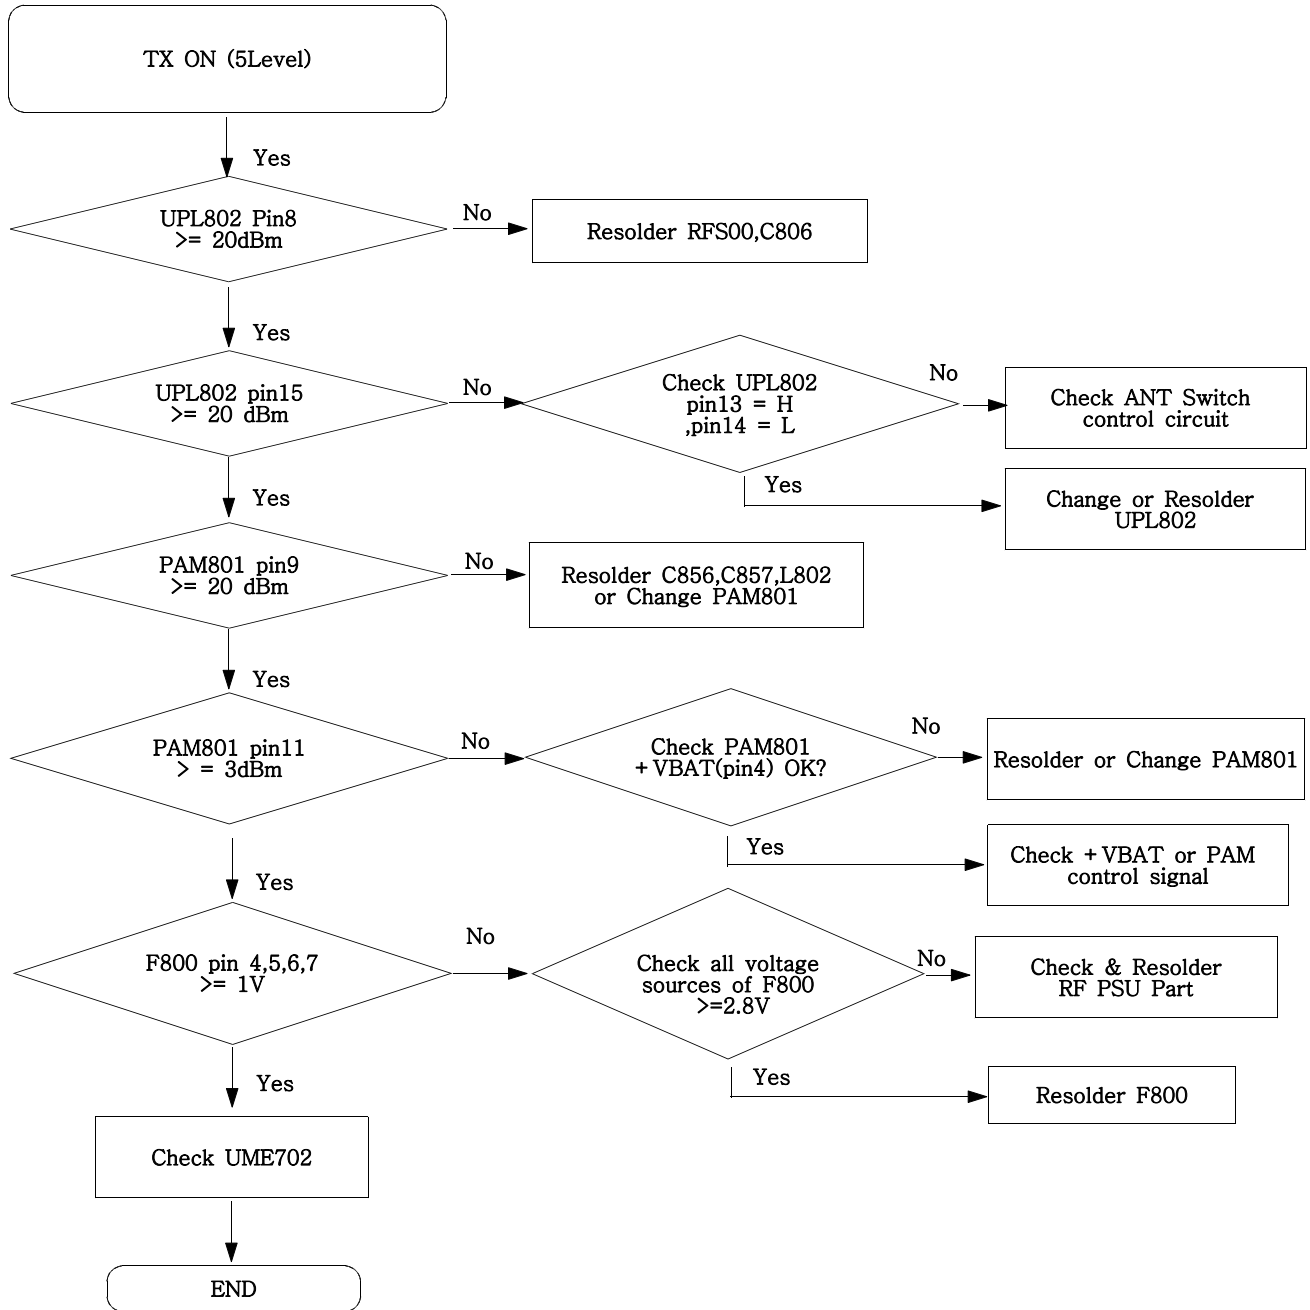 TX ON (5Level)
Yes
UPL802 Pin8
>= 20dBm
No
Resolder RFS00,C806
Yes
UPL802 pin15
>= 20 dBm
No
Check UPL802
pin13 = H
,pin14 = L
No
Check ANT Switch
control circuit
Yes
Change or Resolder
UPL802
Yes
PAM801 pin9
>= 20 dBm
No
Resolder C856,C857,L802
or Change PAM801
Yes
PAM801 pin11
> = 3dBm
No
Check PAM801
+VBAT(pin4) OK?
No
Resolder or Change PAM801
Yes
Check +VBAT or PAM
control signal
Yes
F800 pin 4,5,6,7
>= 1V
No
Check all voltage
sources of F800
>=2.8V
No
Check & Resolder
RF PSU Part
Yes
Resolder F800
Yes
Check UME702
END